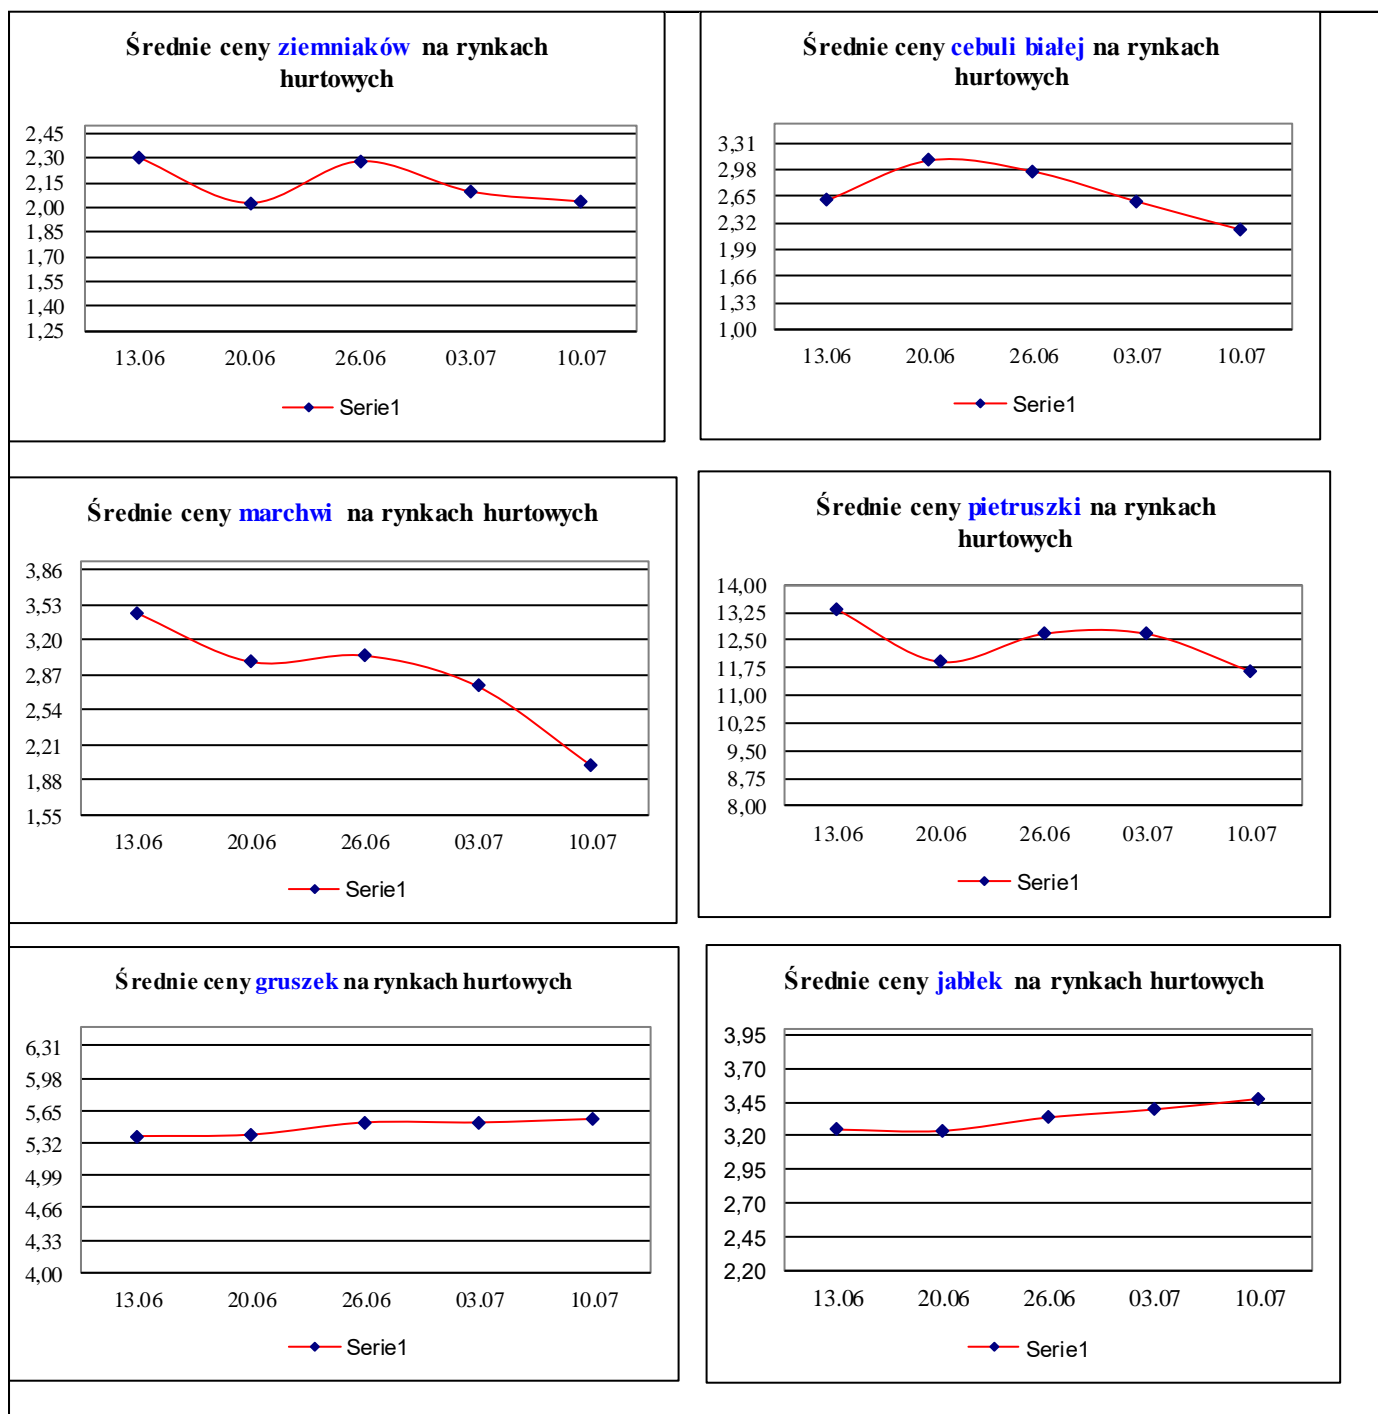 Średnie ceny ziemniaków na rynkach
hurtowych
2,45
2,30
2,15
2,00
1,85
1,70
1,55
1,40
1,25
13.06 20.06 26.06 03.07 10.07
Serie1
Średnie ceny cebuli białej na rynkach
hurtowych
3,31
2,98
2,65
2,32
1,99
1,66
1,33
1,00
13.06 20.06 26.06 03.07 10.07
Serie1
Średnie ceny marchwi na rynkach hurtowych
3,86
3,53
3,20
2,87
2,54
2,21
1,88
1,55
13.06 20.06 26.06 03.07 10.07
Serie1
Średnie ceny pietruszki na rynkach
hurtowych
14,00
13,25
12,50
11,75
11,00
10,25
9,50
8,75
8,00
13.06 20.06 26.06 03.07 10.07
Serie1
Średnie ceny gruszek na rynkach hurtowych
6,31
5,98
5,65
5,32
4,99
4,66
4,33
4,00
13.06 20.06 26.06 03.07 10.07
Serie1
Średnie ceny jabłek na rynkach hurtowych
3,95
3,70
3,45
3,20
2,95
2,70
2,45
2,20
13.06 20.06 26.06 03.07 10.07
Serie1